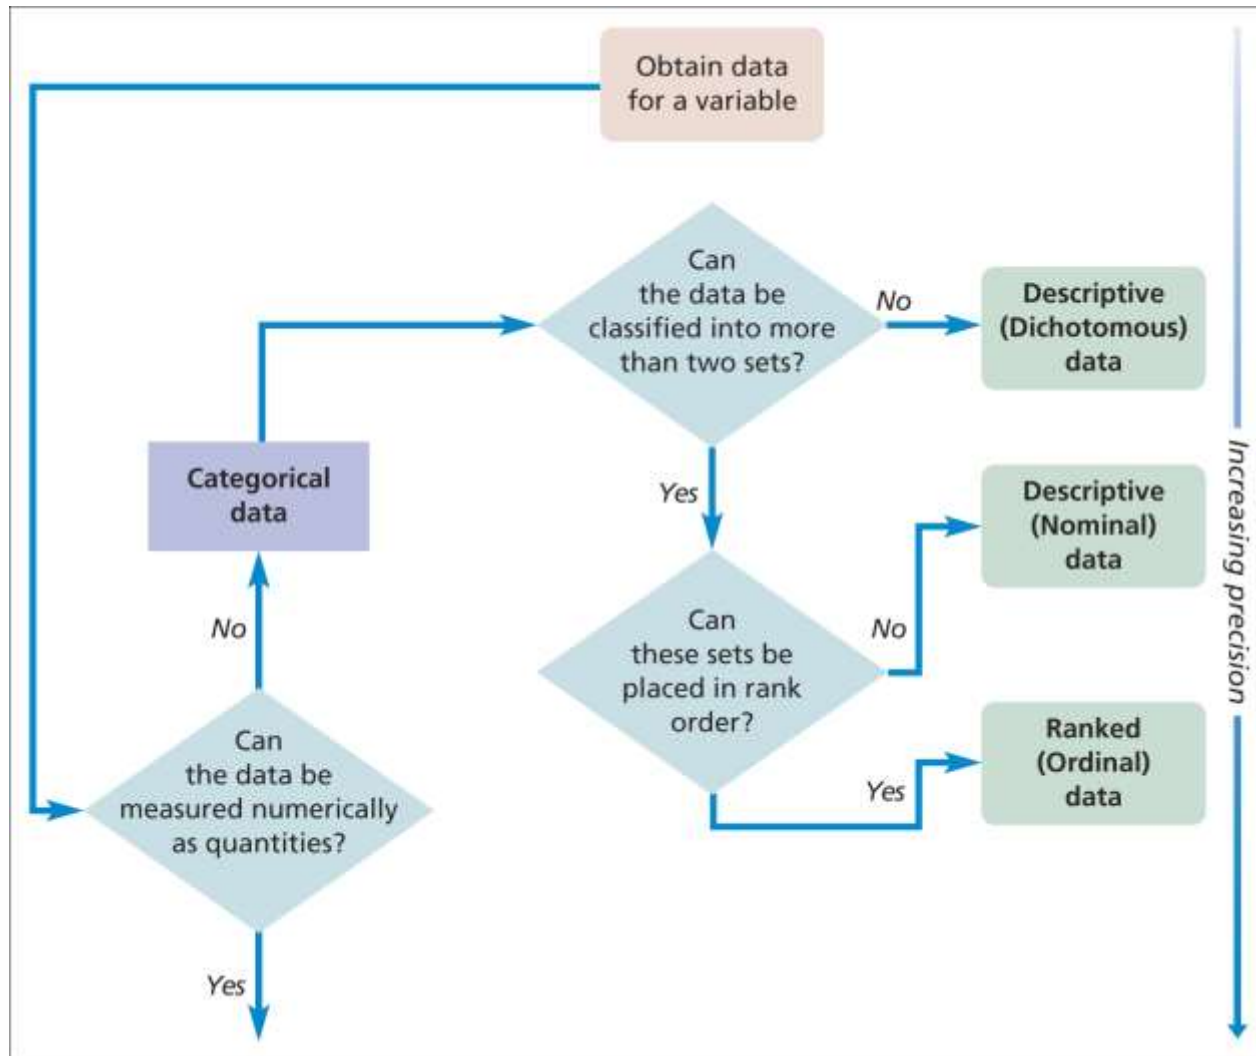 Obtain data
for a variable
Can
the data be
classified into more
than two sets?
No
Descriptive
(Dichotomous)
data
Categorical
data
Yes
Descriptive
(Nominal)
data
No
Can
these sets be
placed in rank
order?
No
Can
the data be
measured numerically
as quantities?
Yes
Ranked
(Ordinal)
data
Yes
Increasing precision